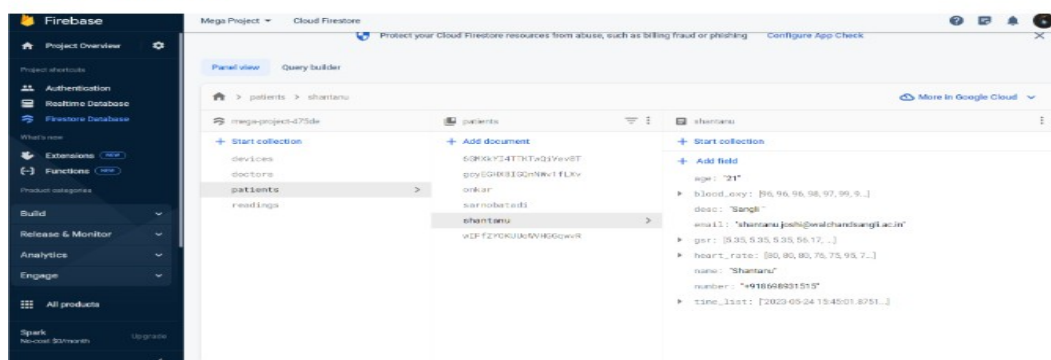 Firebase
Mega Project
Cloud Firestore
Protect your Cloud Firestore resources from abuse, such as billing fraud or phishing
Configure App Check
Project Overview
Project shortcuts
Authentication
Realtime Database
Firestore Database
What's new
Extensions NEW
Functions NEW
Product categories
Build
Release & Monitor
Analytics
Engage
All products
Spark
No-cost $0/month
Upgrade
Panel view
Query builder
> patients > shantanu
More in Google Cloud
mega-project-475de
+ Start collection
devices
doctors
patients >
readings
patients
+ Add document
onkar
sarnobatadi
shantanu >
shantanu
+ Start collection
+ Add field
age: "21"
blood_oxy: [96, 96, 96, 98, 97, 99, 9...]
desc: "Sangli "
email: "shantanu.joshi@walchandsangli.ac.in"
gsr: [5.35, 5.35, 5.35, 56.17, ...]
heart_rate: [80, 80, 80, 76, 75, 95, 7...]
name: "Shantanu"
number: "+918698931515"
time_list: ["2023-05-24 15:45:01.8751...]